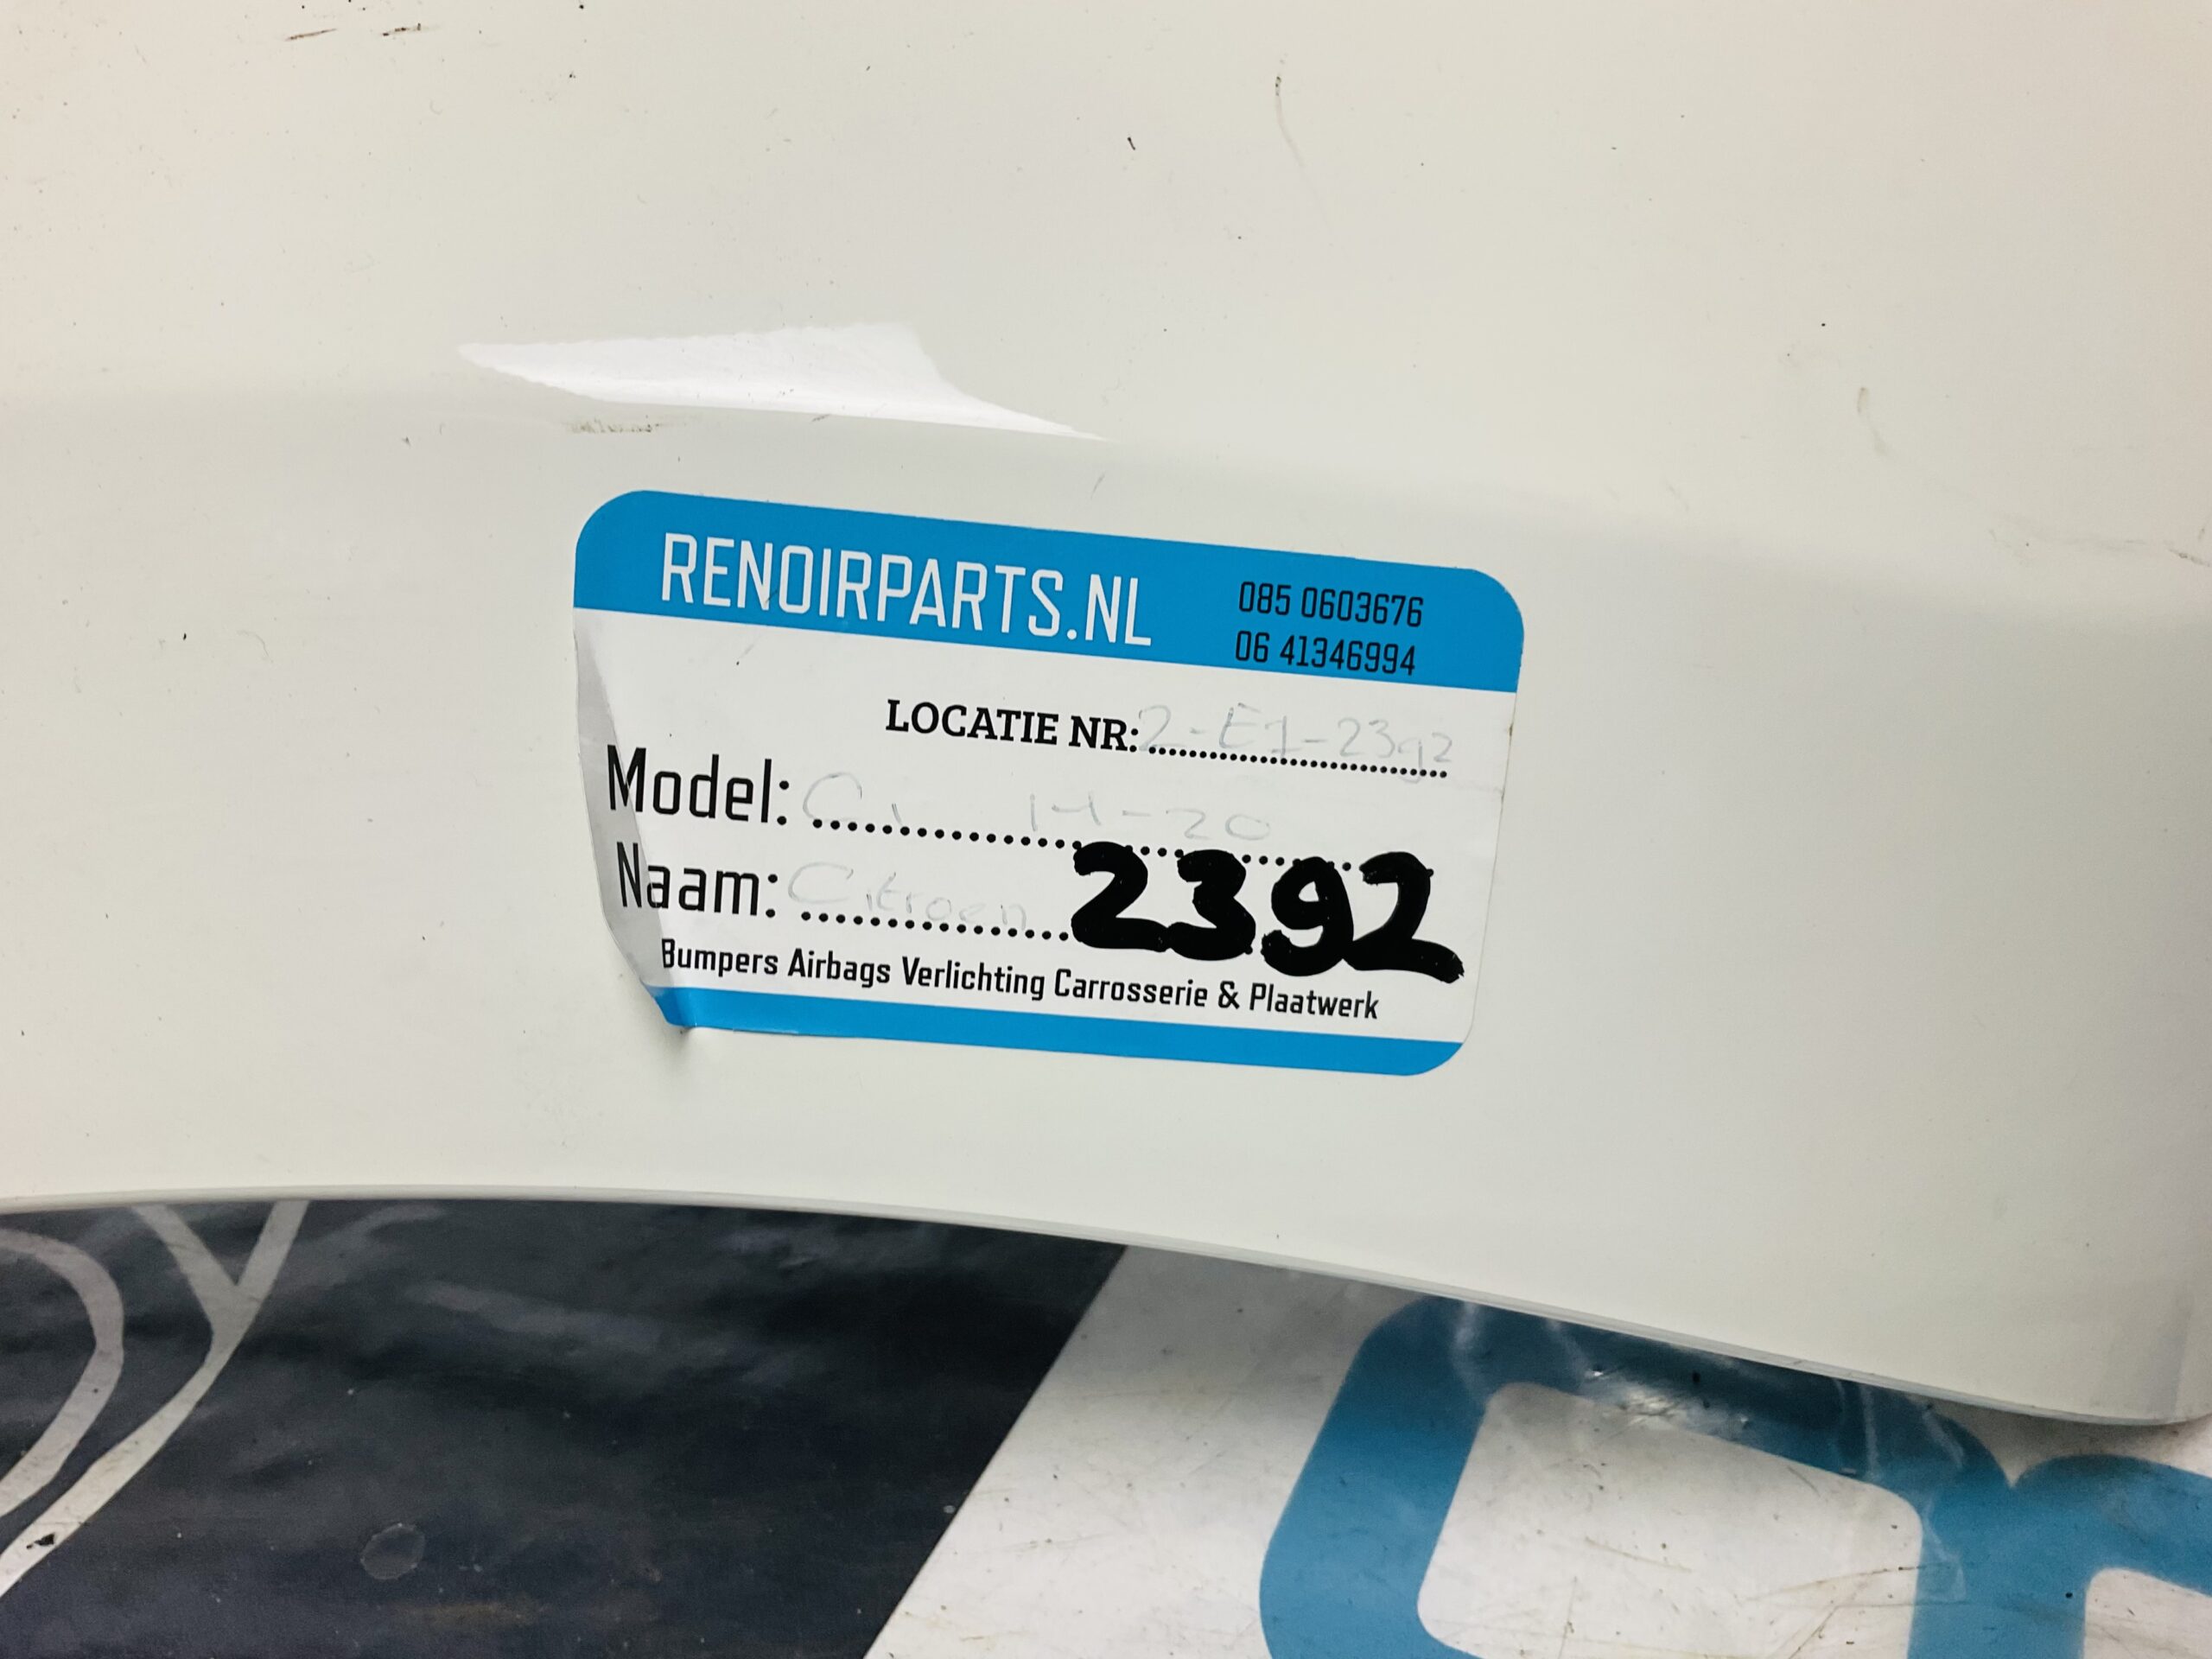 RENOIRPARTS.NL
085 0603676
06 41346994
LOCATIE NR: 2-E1-2392
Model: C1 14-20
Naam: Citroen 2392
Bumpers Airbags Verlichting Carrosserie & Plaatwerk